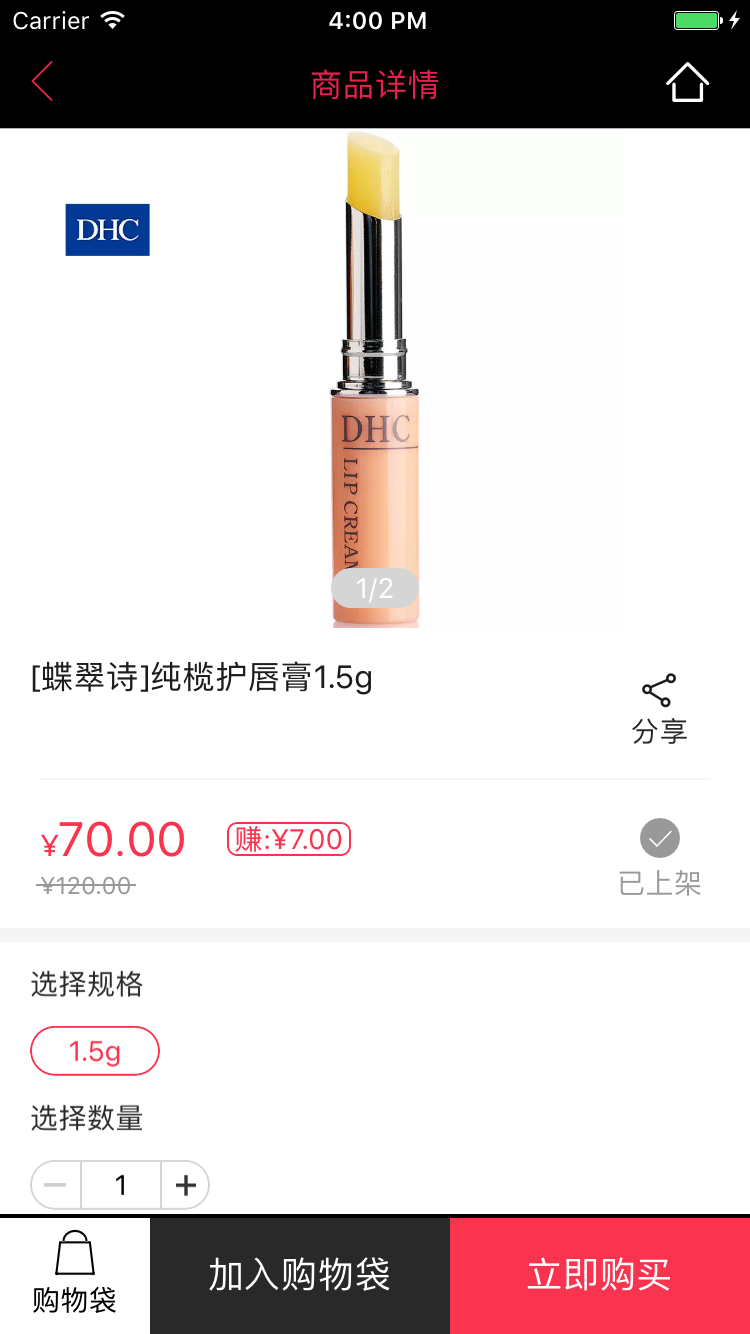 Carrier 4:00 PM
商品详情
DHC
DHC
LIP CREAM
1/2
[蝶翠诗]纯榄护唇膏1.5g
分享
¥70.00 赚:¥7.00
¥120.00
已上架
选择规格
1.5g
选择数量
1
购物袋 加入购物袋 立即购买